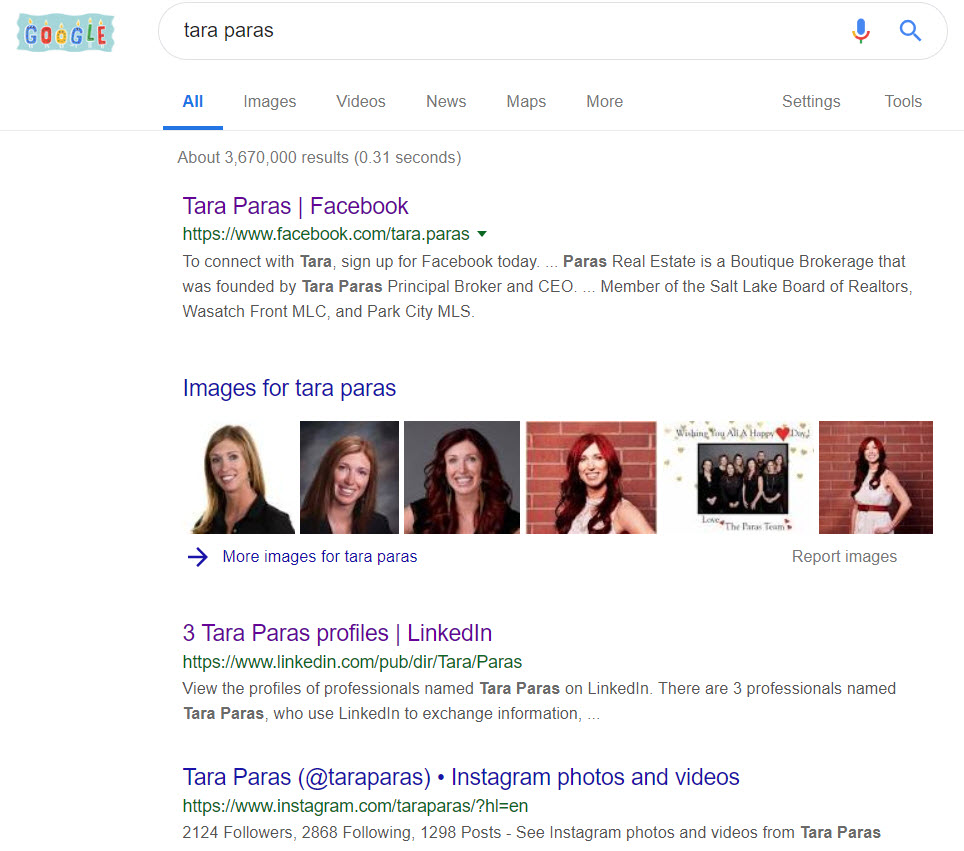 GOOGLE
tara paras
All Images Videos News Maps More Settings Tools
About 3,670,000 results (0.31 seconds)
Tara Paras | Facebook
https://www.facebook.com/tara.paras
To connect with Tara, sign up for Facebook today. ... Paras Real Estate is a Boutique Brokerage that
was founded by Tara Paras Principal Broker and CEO. ... Member of the Salt Lake Board of Realtors,
Wasatch Front MLC, and Park City MLS.
Images for tara paras
Wishing You All A Happy Day!
Love,
The Paras Team
More images for tara paras Report images
3 Tara Paras profiles | LinkedIn
https://www.linkedin.com/pub/dir/Tara/Paras
View the profiles of professionals named Tara Paras on LinkedIn. There are 3 professionals named
Tara Paras, who use LinkedIn to exchange information, ...
Tara Paras (@taraparas) • Instagram photos and videos
https://www.instagram.com/taraparas/?hl=en
2124 Followers, 2868 Following, 1298 Posts - See Instagram photos and videos from Tara Paras